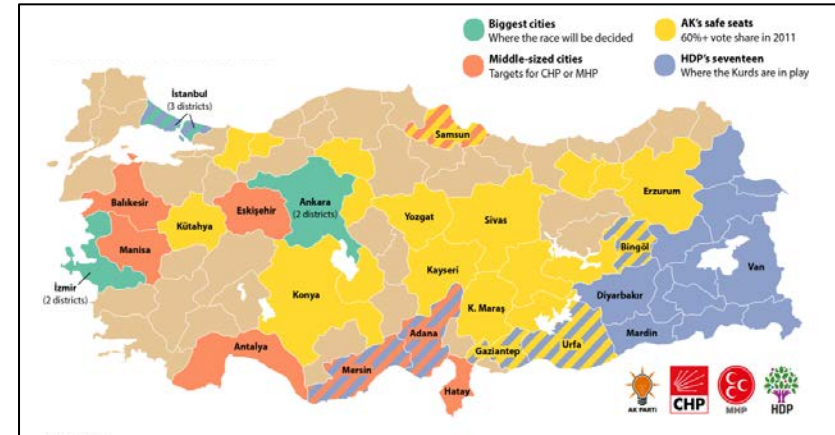 Biggest cities
Where the race will be decided
AK's safe seats
60%+ vote share in 2011
Middle-sized cities
Targets for CHP or MHP
HDP's seventeen
Where the Kurds are in play
İstanbul
(3 districts)
Samsun
Balıkesir
Kütahya
Eskişehir
Ankara
(2 districts)
Yozgat
Sivas
Erzurum
Bingöl
Manisa
İzmir
(2 districts)
Kayseri
Van
Konya
K. Maraş
Diyarbakır
Mardin
Antalya
Mersin
Adana
Gaziantep
Urfa
Hatay
AK PARTİ
CHP
MHP
HDP